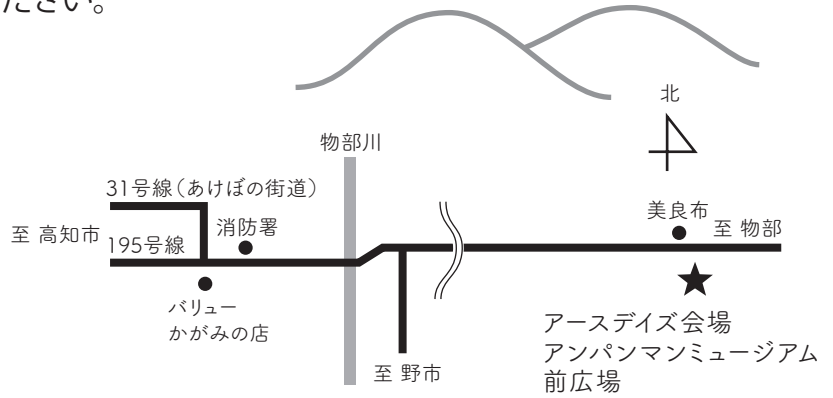 ださい。
北
物部川
31号線（あけぼの街道）
消防署
美良布
至 高知市
195号線
至 物部
バリュー
かがみの店
至 野市
アースデイズ会場
アンパンマンミュージアム
前広場